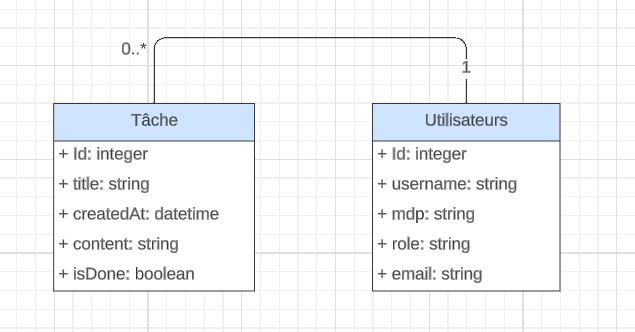 0..*
1
Tâche
+ Id: integer
+ title: string
+ createdAt: datetime
+ content: string
+ isDone: boolean
Utilisateurs
+ Id: integer
+ username: string
+ mdp: string
+ role: string
+ email: string